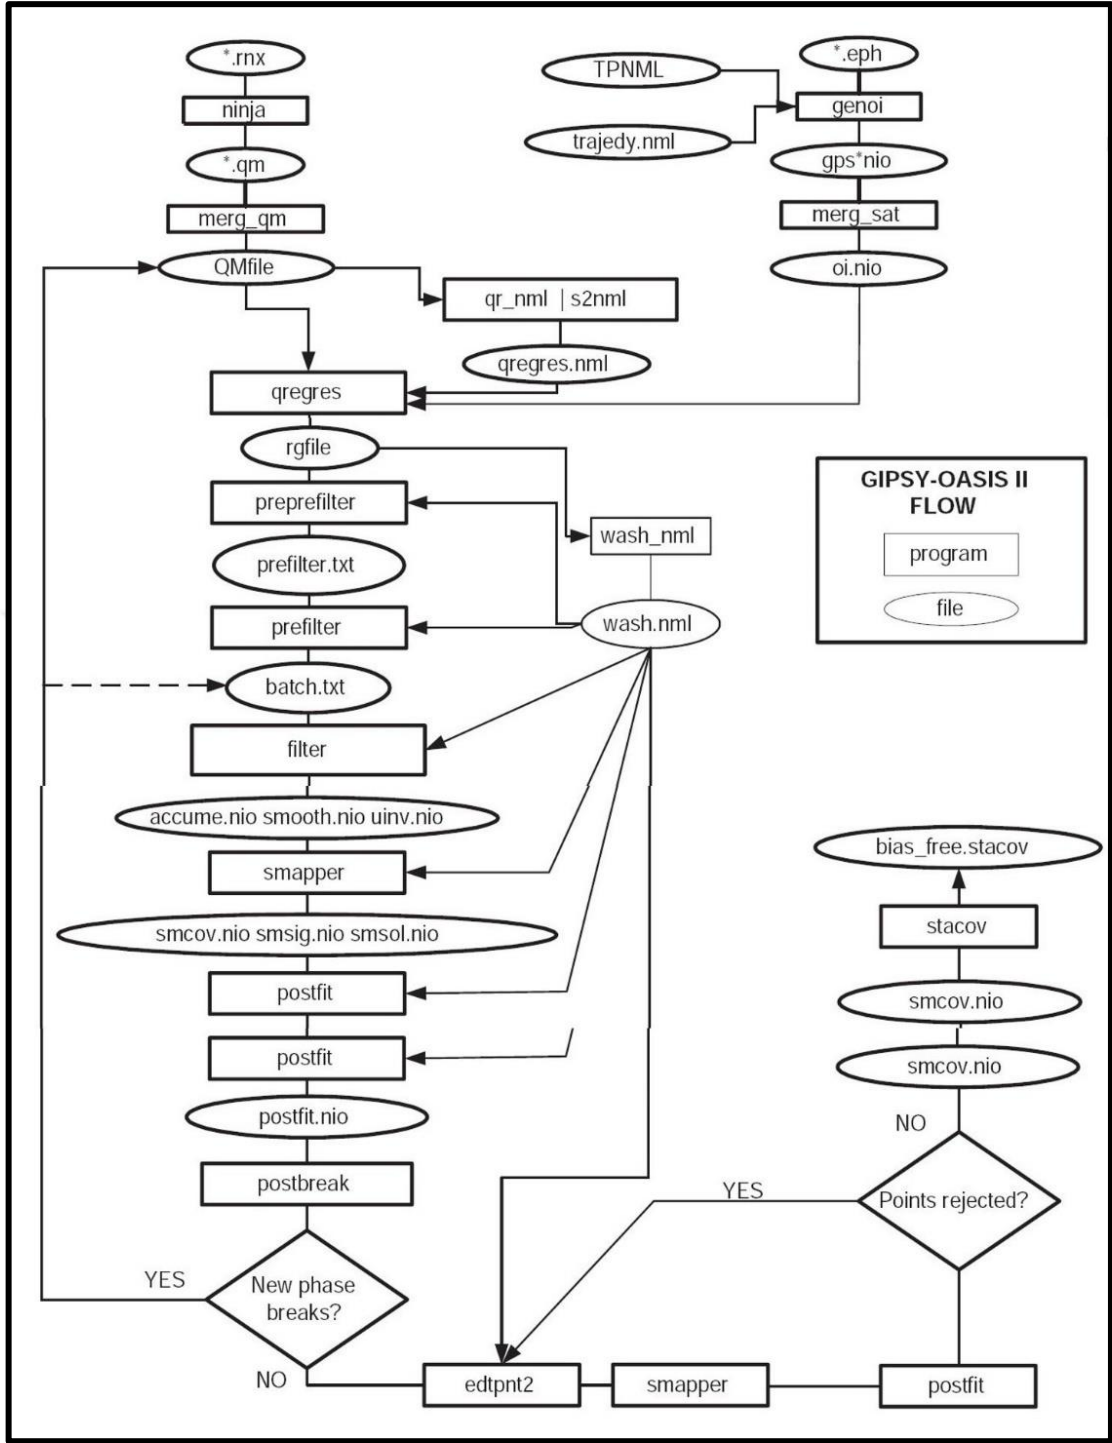 *.rnx
ninja
*.qm
merg_qm
QMfile
TPNML
trajedy.nml
*.eph
genoi
gps*nio
merg_sat
oi.nio
qr_nml | s2nml
qregres.nml
qregres
rgfile
preprefilter
prefilter.txt
prefilter
batch.txt
filter
wash_nml
wash.nml
GIPSY-OASIS II
FLOW
program
file
accume.nio smooth.nio uinv.nio
smapper
smcov.nio smsig.nio smsol.nio
postfit
postfit
postfit.nio
postbreak
New phase
breaks?
YES
NO
edtpnt2
smapper
postfit
Points rejected?
YES
NO
smcov.nio
smcov.nio
stacov
bias_free.stacov